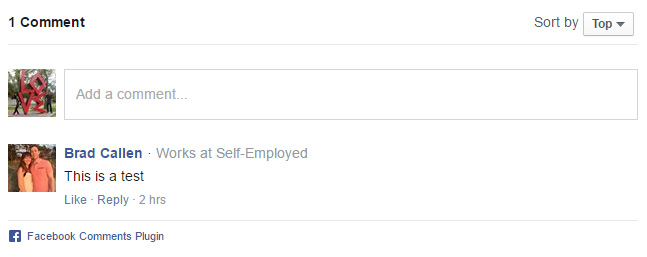 1 Comment Sort by Top
Add a comment...
Brad Callen · Works at Self-Employed
This is a test
Like · Reply · 2 hrs
Facebook Comments Plugin